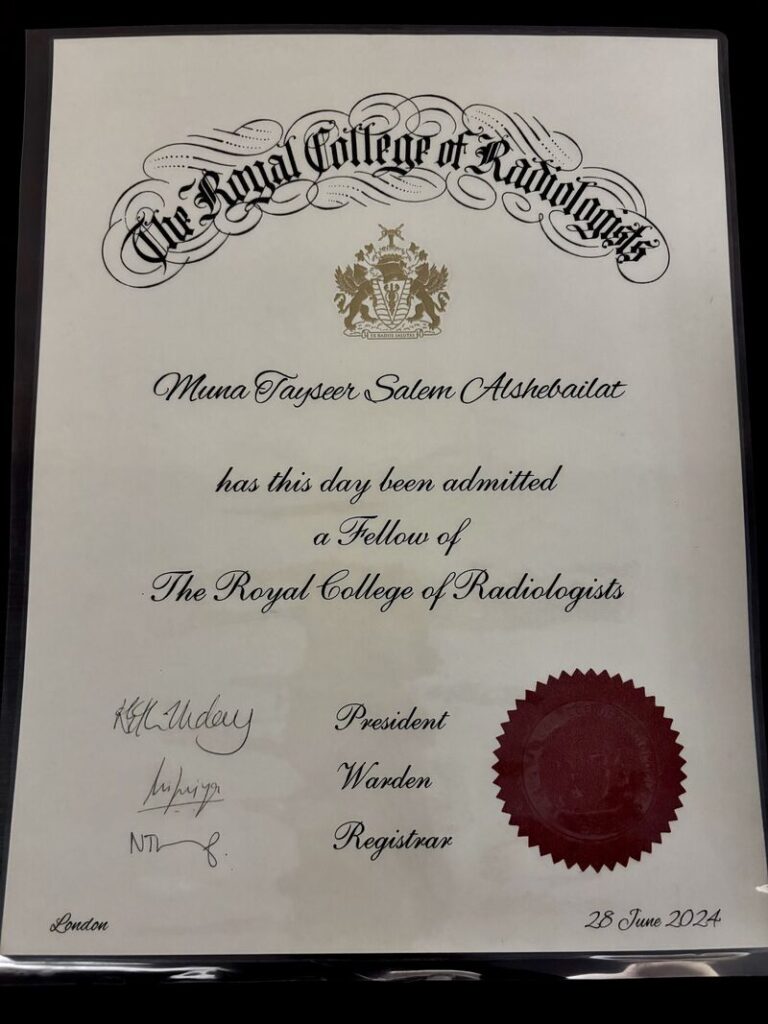 The Royal College of Radiologists
Muna Tayseer Salem Alshebailat
has this day been admitted
a Fellow of
The Royal College of Radiologists
President
Warden
Registrar
London
28 June 2024